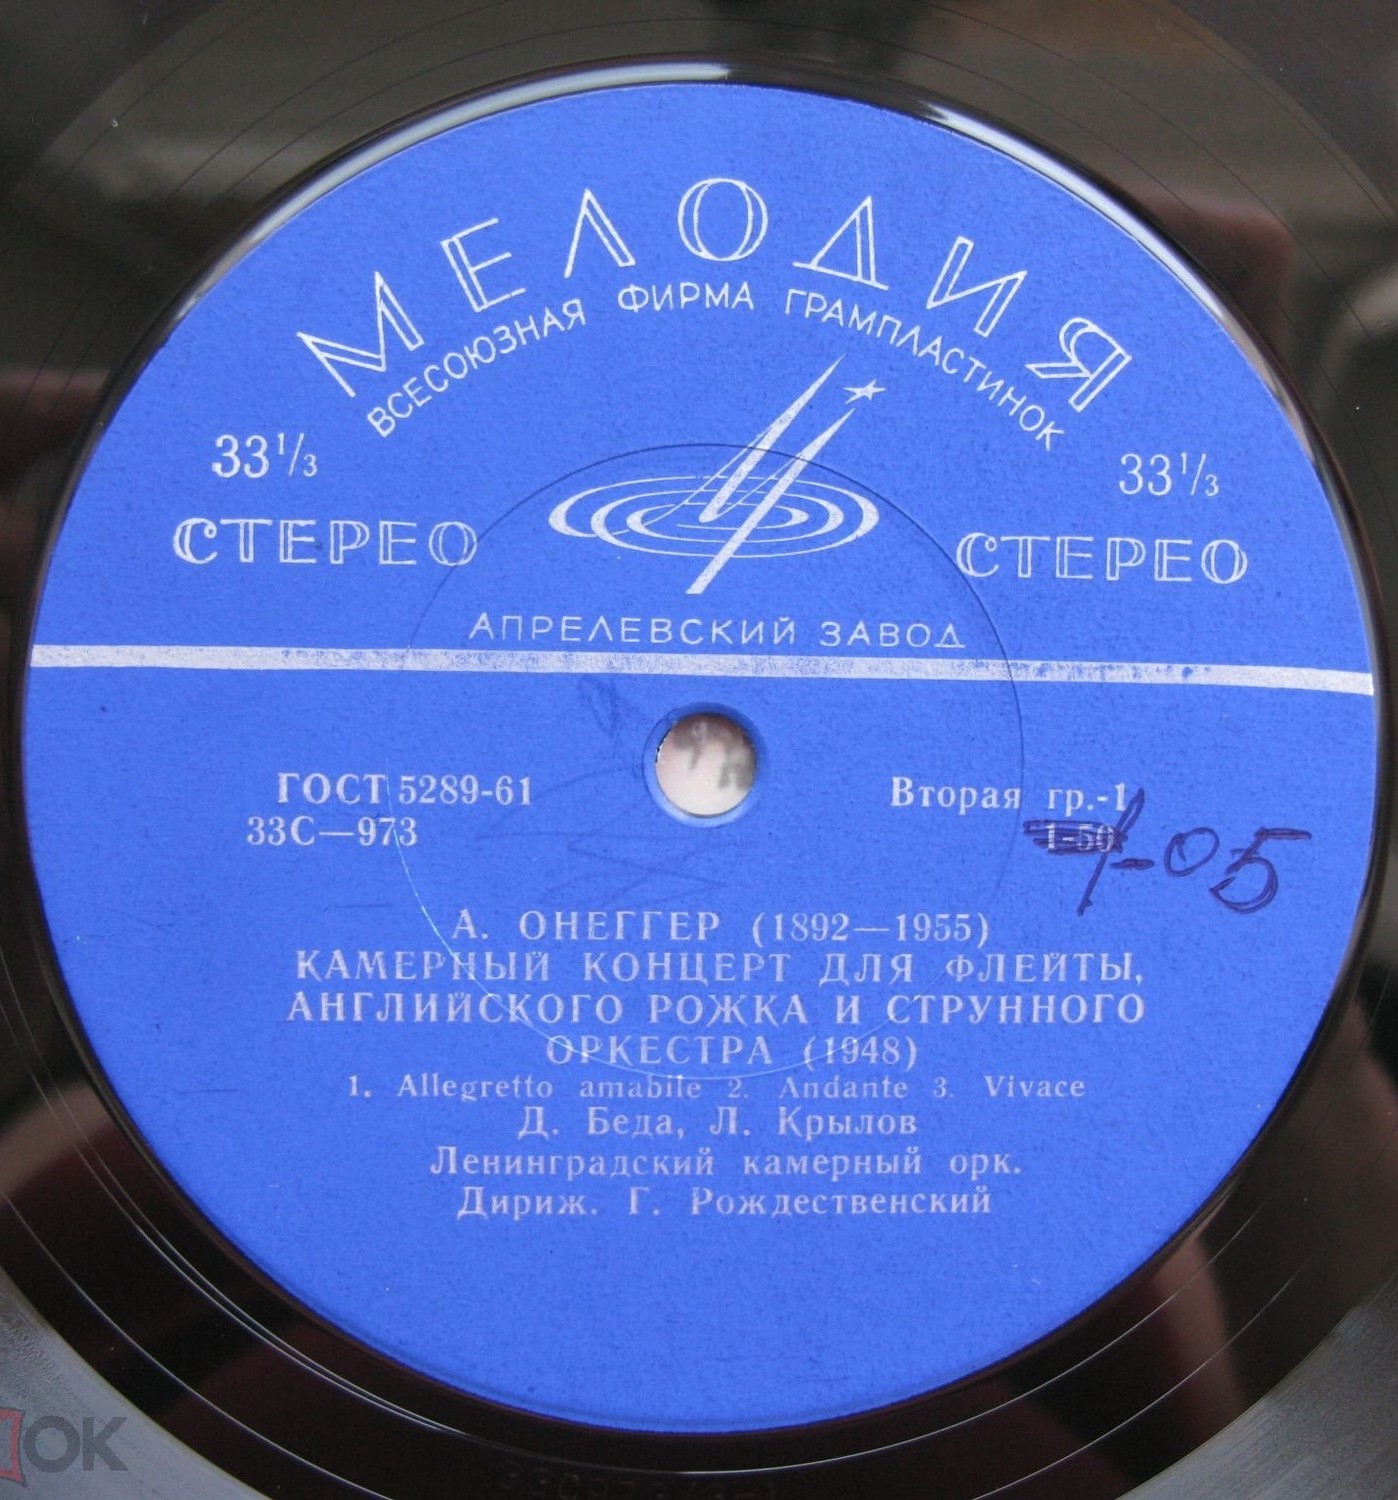 МЕЛОДИЯ
ВСЕСОЮЗНАЯ ФИРМА ГРАМПЛАСТИНОК
33⅓ 33⅓
СТЕРЕО СТЕРЕО
АПРЕЛЕВСКИЙ ЗАВОД
ГОСТ 5289-61 Вторая гр.-1
33С—973 1-50
1-05
А. ОНЕГГЕР (1892—1955)
КАМЕРНЫЙ КОНЦЕРТ ДЛЯ ФЛЕЙТЫ,
АНГЛИЙСКОГО РОЖКА И СТРУННОГО
ОРКЕСТРА (1948)
1. Allegretto amabile 2. Andante 3. Vivace
Д. Беда, Л. Крылов
Ленинградский камерный орк.
Дириж. Г. Рождественский
ОК